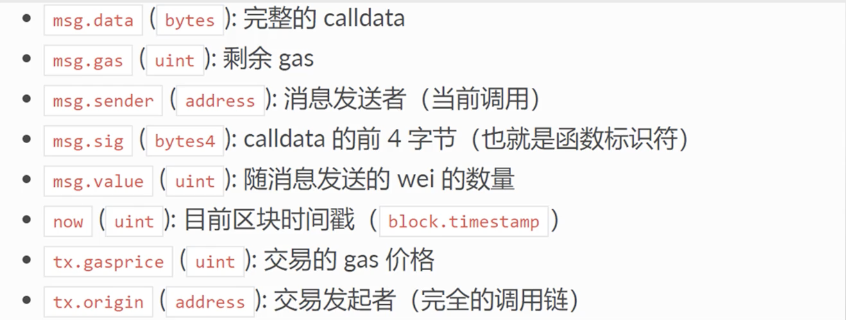 • msg.data (bytes): 完整的 calldata
• msg.gas (uint): 剩余 gas
• msg.sender (address): 消息发送者（当前调用）
• msg.sig (bytes4): calldata 的前 4 字节（也就是函数标识符）
• msg.value (uint): 随消息发送的 wei 的数量
• now (uint): 目前区块时间戳（block.timestamp）
• tx.gasprice (uint): 交易的 gas 价格
• tx.origin (address): 交易发起者（完全的调用链）